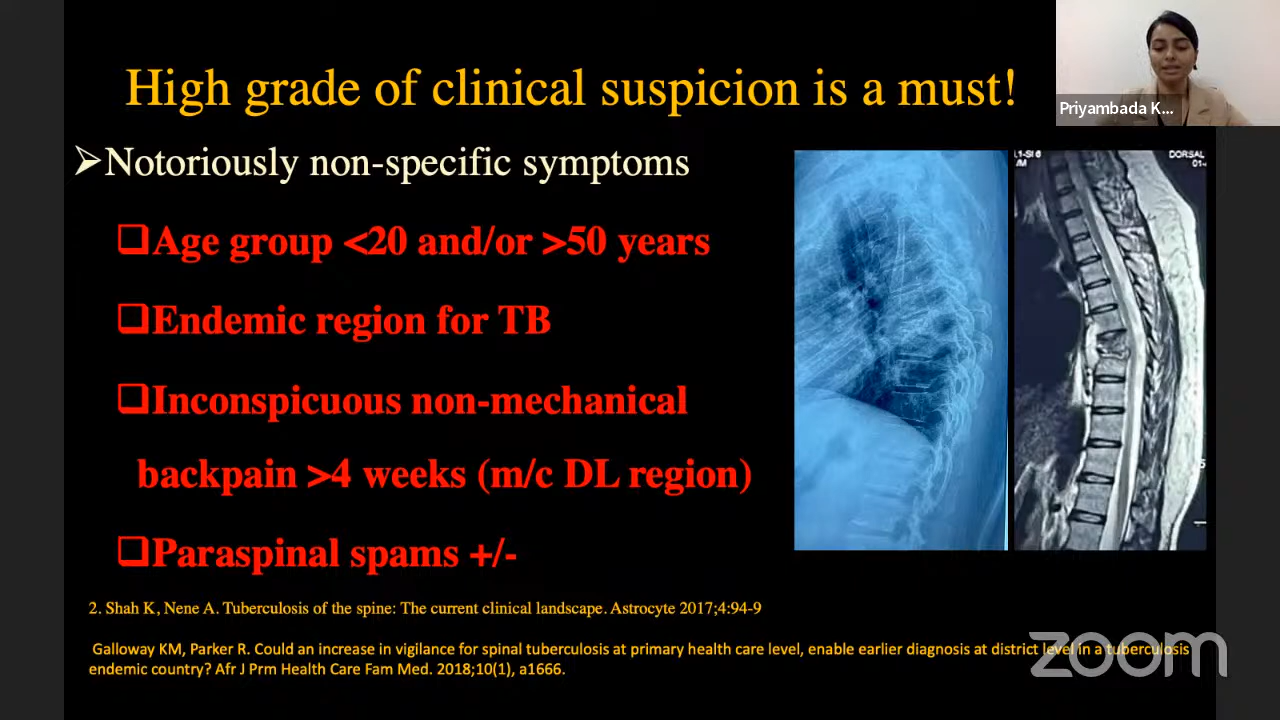 High grade of clinical suspicion is a must!
Priyambada K...
➤Notoriously non-specific symptoms
❑Age group <20 and/or >50 years
❑Endemic region for TB
❑Inconspicuous non-mechanical
backpain >4 weeks (m/c DL region)
❑Paraspinal spams +/-
DORSAL
2. Shah K, Nene A. Tuberculosis of the spine: The current clinical landscape. Astrocyte 2017;4:94-9
Galloway KM, Parker R. Could an increase in vigilance for spinal tuberculosis at primary health care level, enable earlier diagnosis at district level in a tuberculosis
endemic country? Afr J Prm Health Care Fam Med. 2018;10(1), a1666.
zoom